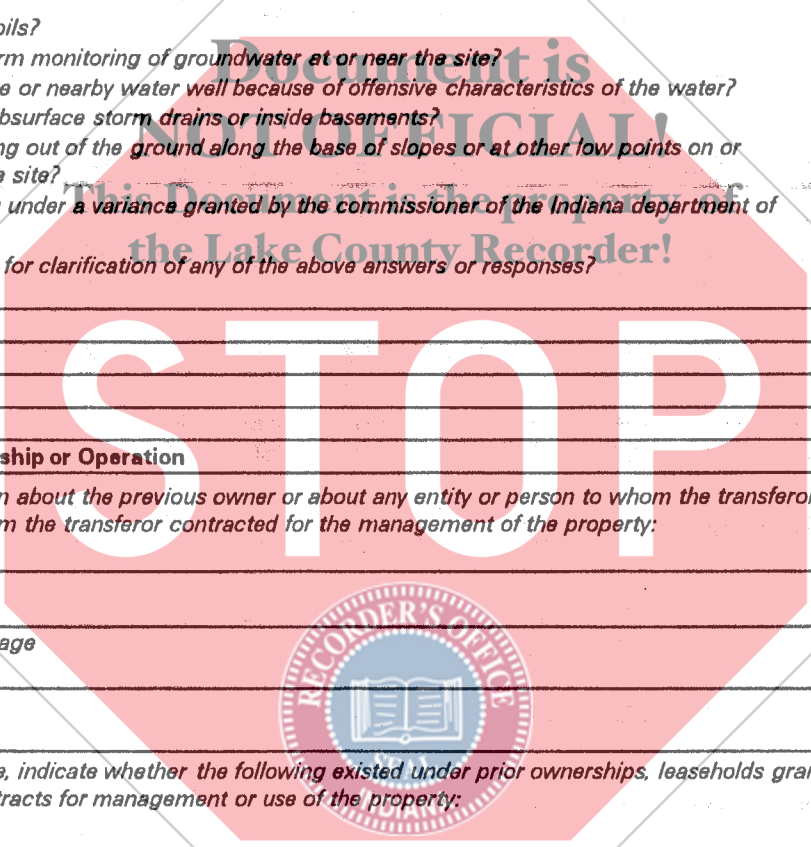 oils?
Document is
rm monitoring of groundwater at or near the site?
e or nearby water well because of offensive characteristics of the water?
bsurface storm drains or inside basements?
NOT OFFICIAL!
ng out of the ground along the base of slopes or at other low points on or
a site?
This Document is the property of
under a variance granted by the commissioner of the Indiana department of
the Lake County Recorder!
for clarification of any of the above answers or responses?
STOP
ship or Operation
n about the previous owner or about any entity or person to whom the transferor
m the transferor contracted for the management of the property:
RECORDER'S OFFICE
age
SEAL
INDIANA
e, indicate whether the following existed under prior ownerships, leaseholds gra
tracts for management or use of the property: